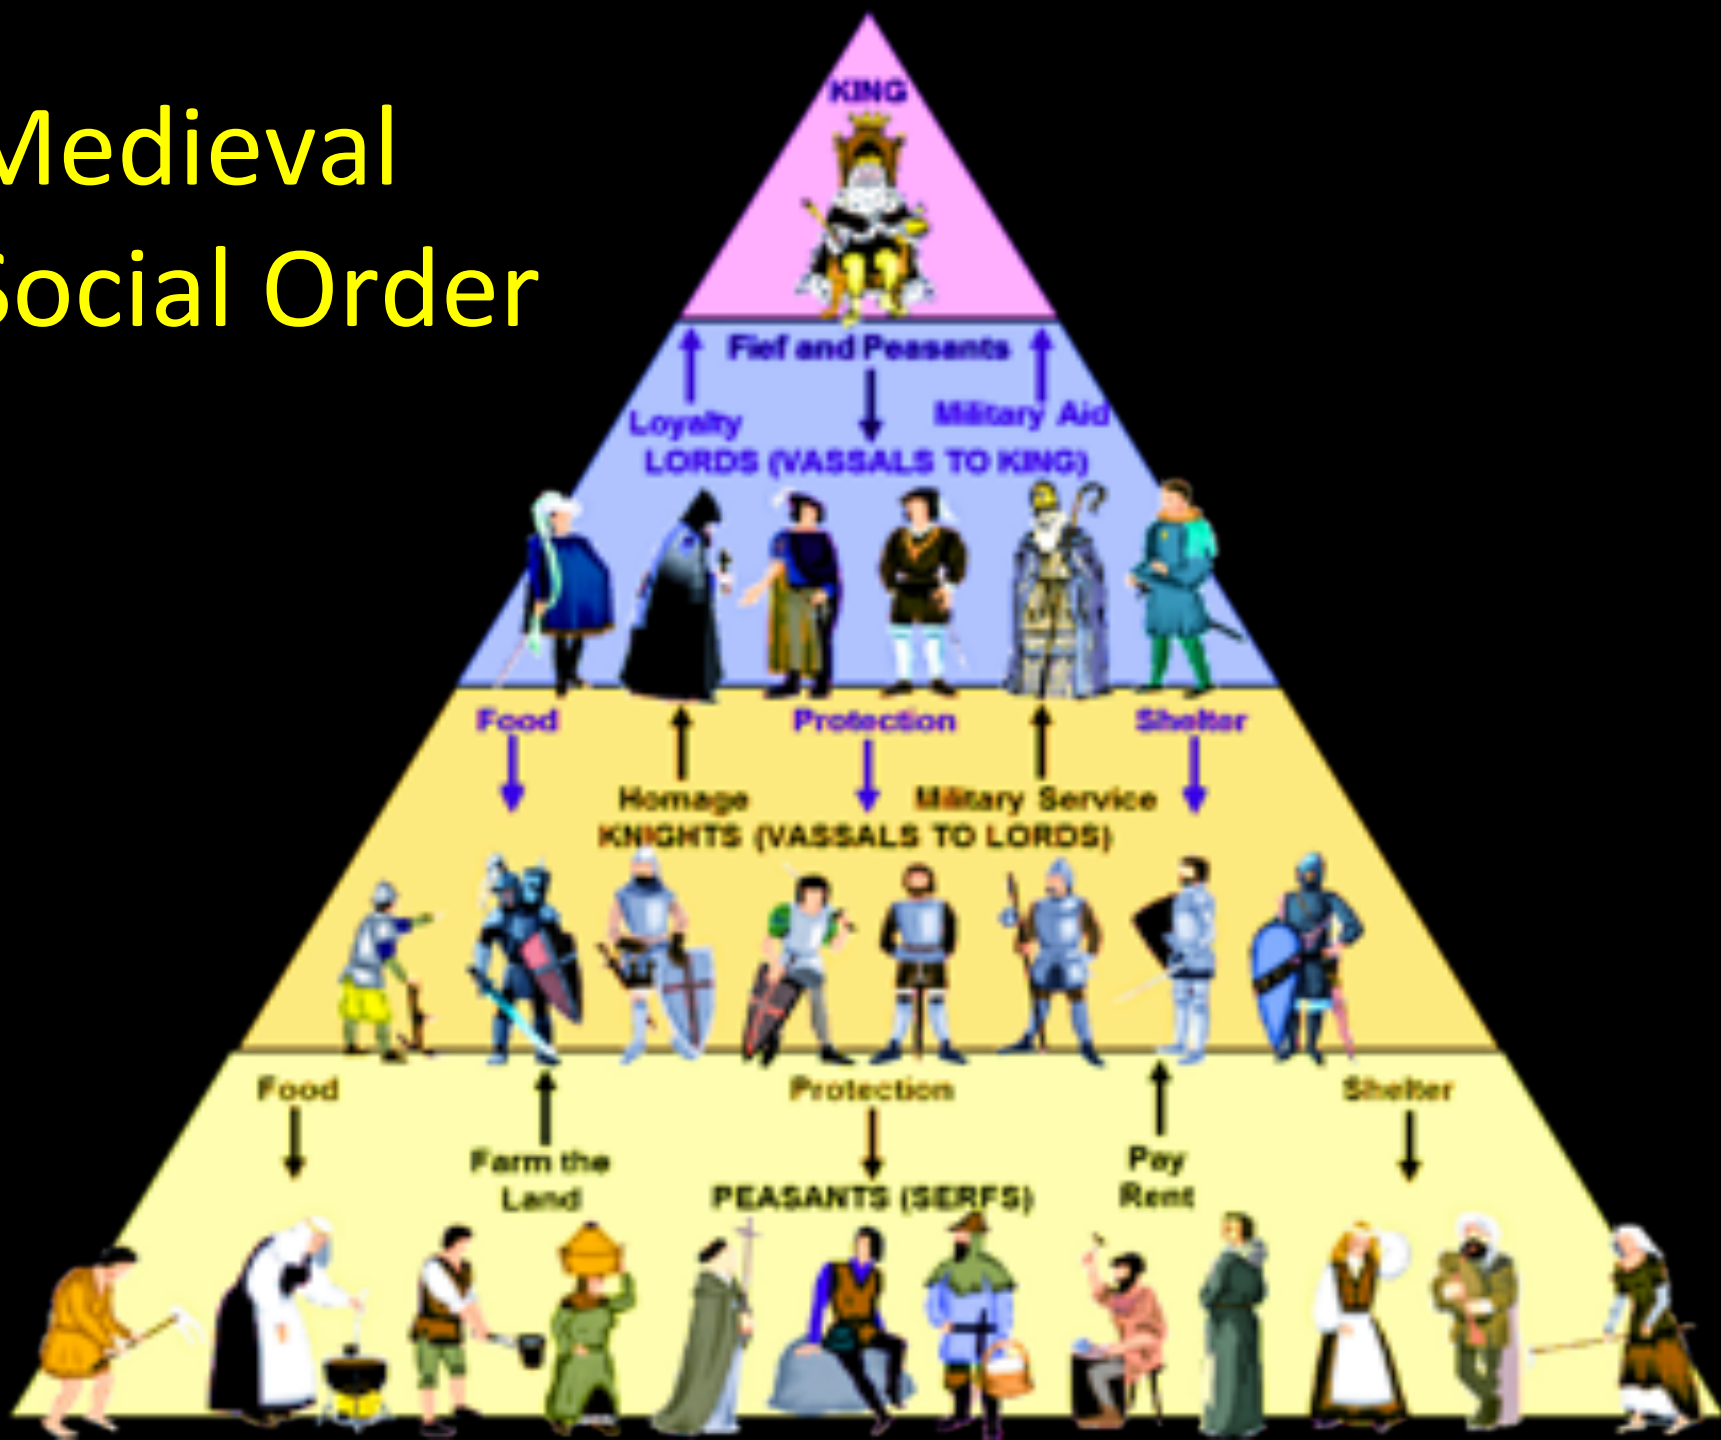 Medieval
Social Order
KING
Fief and Peasants
Loyalty
Military Aid
LORDS (VASSALS TO KING)
Food
Protection
Shelter
Homage
Military Service
KNIGHTS (VASSALS TO LORDS)
Food
Protection
Shelter
Farm the
Land
Pay
Rent
PEASANTS (SERFS)